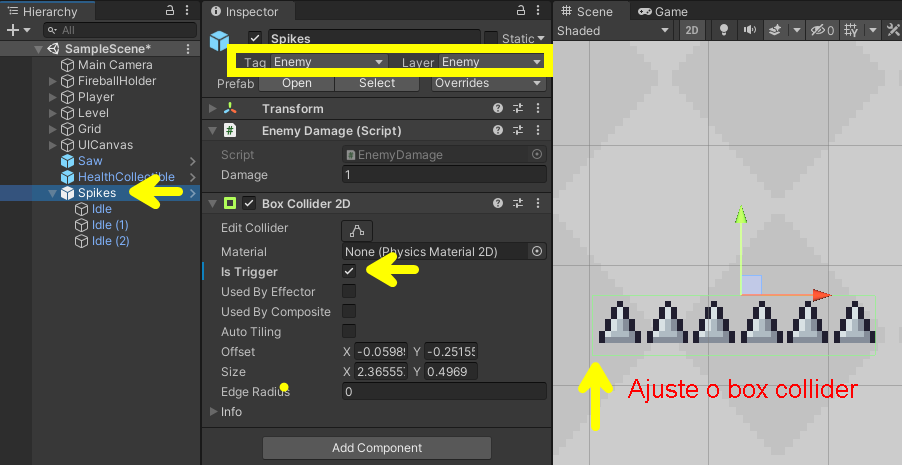 Hierarchy
All
SampleScene*
Main Camera
FireballHolder
Player
Level
Grid
UICanvas
Saw
HealthCollectible
Spikes
Idle
Idle (1)
Idle (2)
Inspector
Spikes
Static
Tag Enemy
Layer Enemy
Prefab Open Select Overrides
Transform
Enemy Damage (Script)
Script EnemyDamage
Damage 1
Box Collider 2D
Edit Collider
Material None (Physics Material 2D)
Is Trigger
Used By Effector
Used By Composite
Auto Tiling
Offset X -0.0598 Y -0.25155
Size X 2.36555 Y 0.4969
Edge Radius 0
Info
Add Component
Scene Game
Shaded 2D 0
Ajuste o box collider